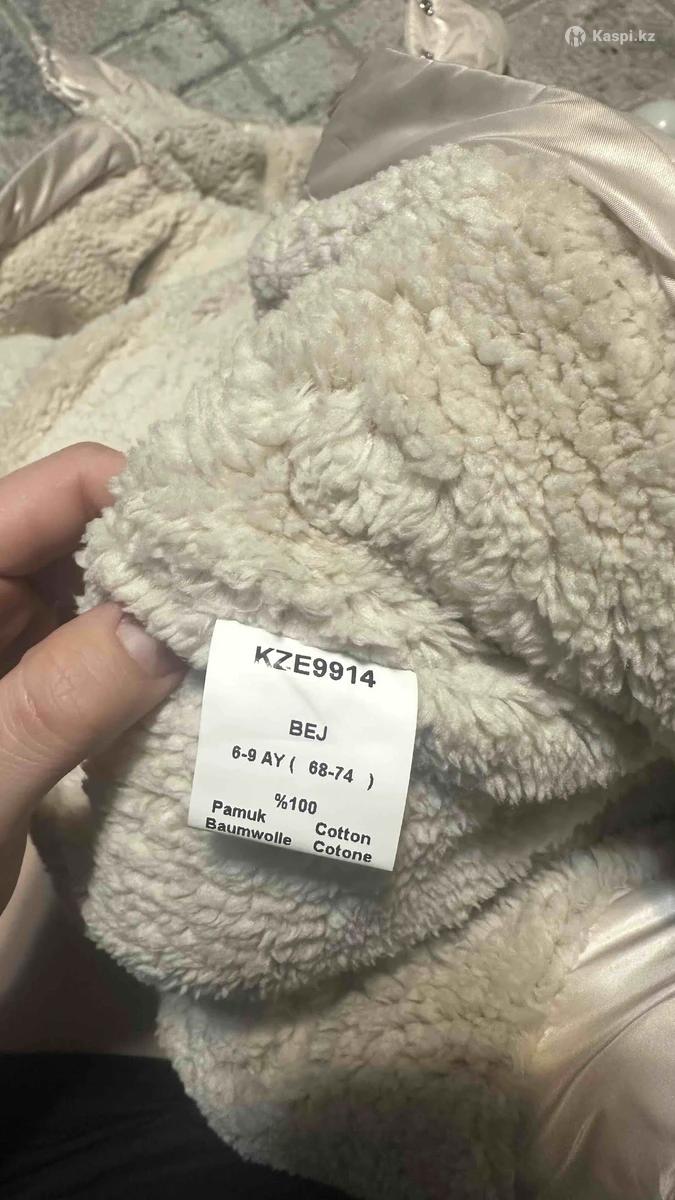 Kaspi.kz
KZE9914
BEJ
6-9 AY ( 68-74 )
%100
Pamuk Cotton
Baumwolle Cotone